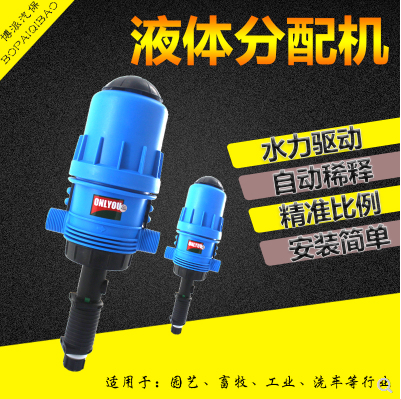 博派汽保
BOPAIQIBAO
液体分配机
水力驱动
自动稀释
精准比例
安装简单
ONLYOU
适用于：园艺、畜牧、工业、洗车等行业